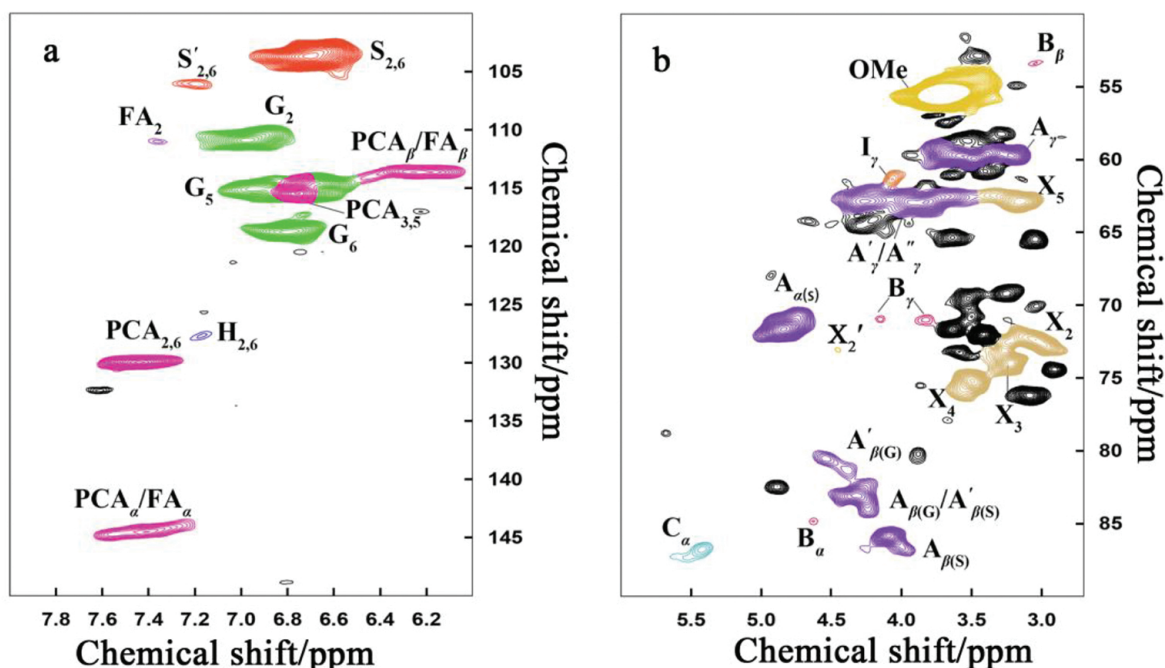 a
S′2,6
S2,6
FA2
G2
PCAβ/FAβ
G5
PCA3,5
G6
PCA2,6
H2,6
PCAα/FAα
105
110
115
120
125
130
135
140
145
Chemical shift/ppm
7.8 7.6 7.4 7.2 7.0 6.8 6.6 6.4 6.2
Chemical shift/ppm
b
Bβ
OMe
Aγ
Iγ
X5
A′γ/A″γ
Aα(S)
Bγ
X2′
X2
X4
X3
A′β(G)
Aβ(G)/A′β(S)
Cα
Bα
Aβ(S)
55
60
65
70
75
80
85
Chemical shift/ppm
5.5 5.0 4.5 4.0 3.5 3.0
Chemical shift/ppm